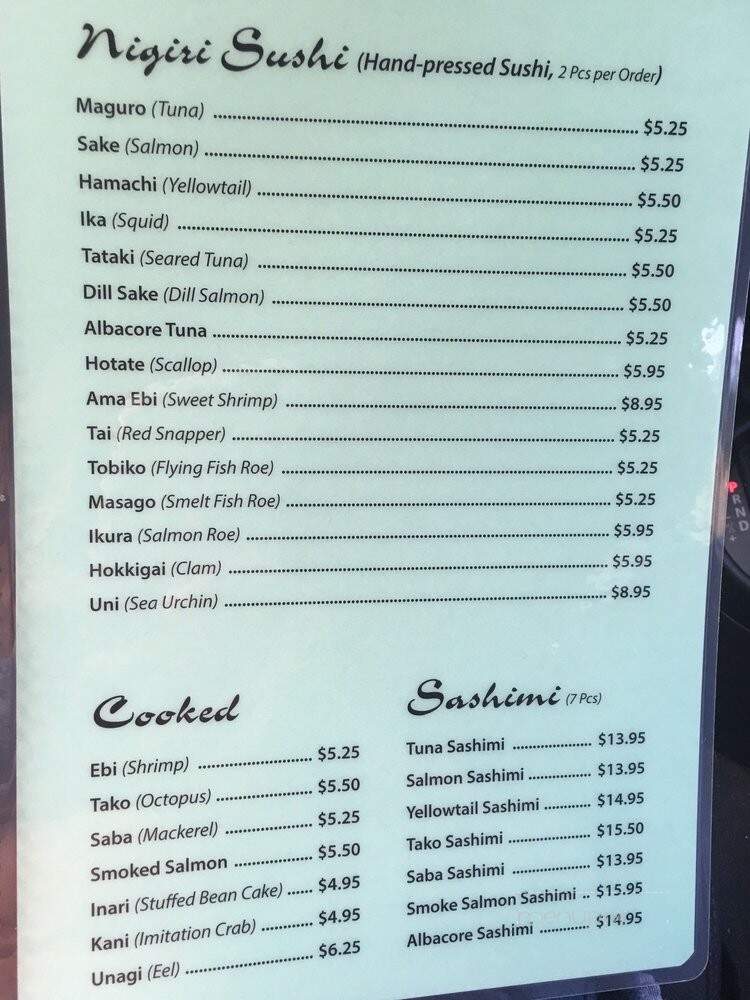 Nigiri Sushi (Hand-pressed Sushi, 2 Pcs per Order)
Maguro (Tuna) $5.25
Sake (Salmon) $5.25
Hamachi (Yellowtail) $5.50
Ika (Squid) $5.25
Tataki (Seared Tuna) $5.50
Dill Sake (Dill Salmon) $5.50
Albacore Tuna $5.25
Hotate (Scallop) $5.95
Ama Ebi (Sweet Shrimp) $8.95
Tai (Red Snapper) $5.25
Tobiko (Flying Fish Roe) $5.25
Masago (Smelt Fish Roe) $5.25
Ikura (Salmon Roe) $5.95
Hokkigai (Clam) $5.95
Uni (Sea Urchin) $8.95
Cooked
Ebi (Shrimp) $5.25
Tako (Octopus) $5.50
Saba (Mackerel) $5.25
Smoked Salmon $5.50
Inari (Stuffed Bean Cake) $4.95
Kani (Imitation Crab) $4.95
Unagi (Eel) $6.25
Sashimi (7 Pcs)
Tuna Sashimi $13.95
Salmon Sashimi $13.95
Yellowtail Sashimi $14.95
Tako Sashimi $15.50
Saba Sashimi $13.95
Smoke Salmon Sashimi $15.95
Albacore Sashimi $14.95
P
R
N
D